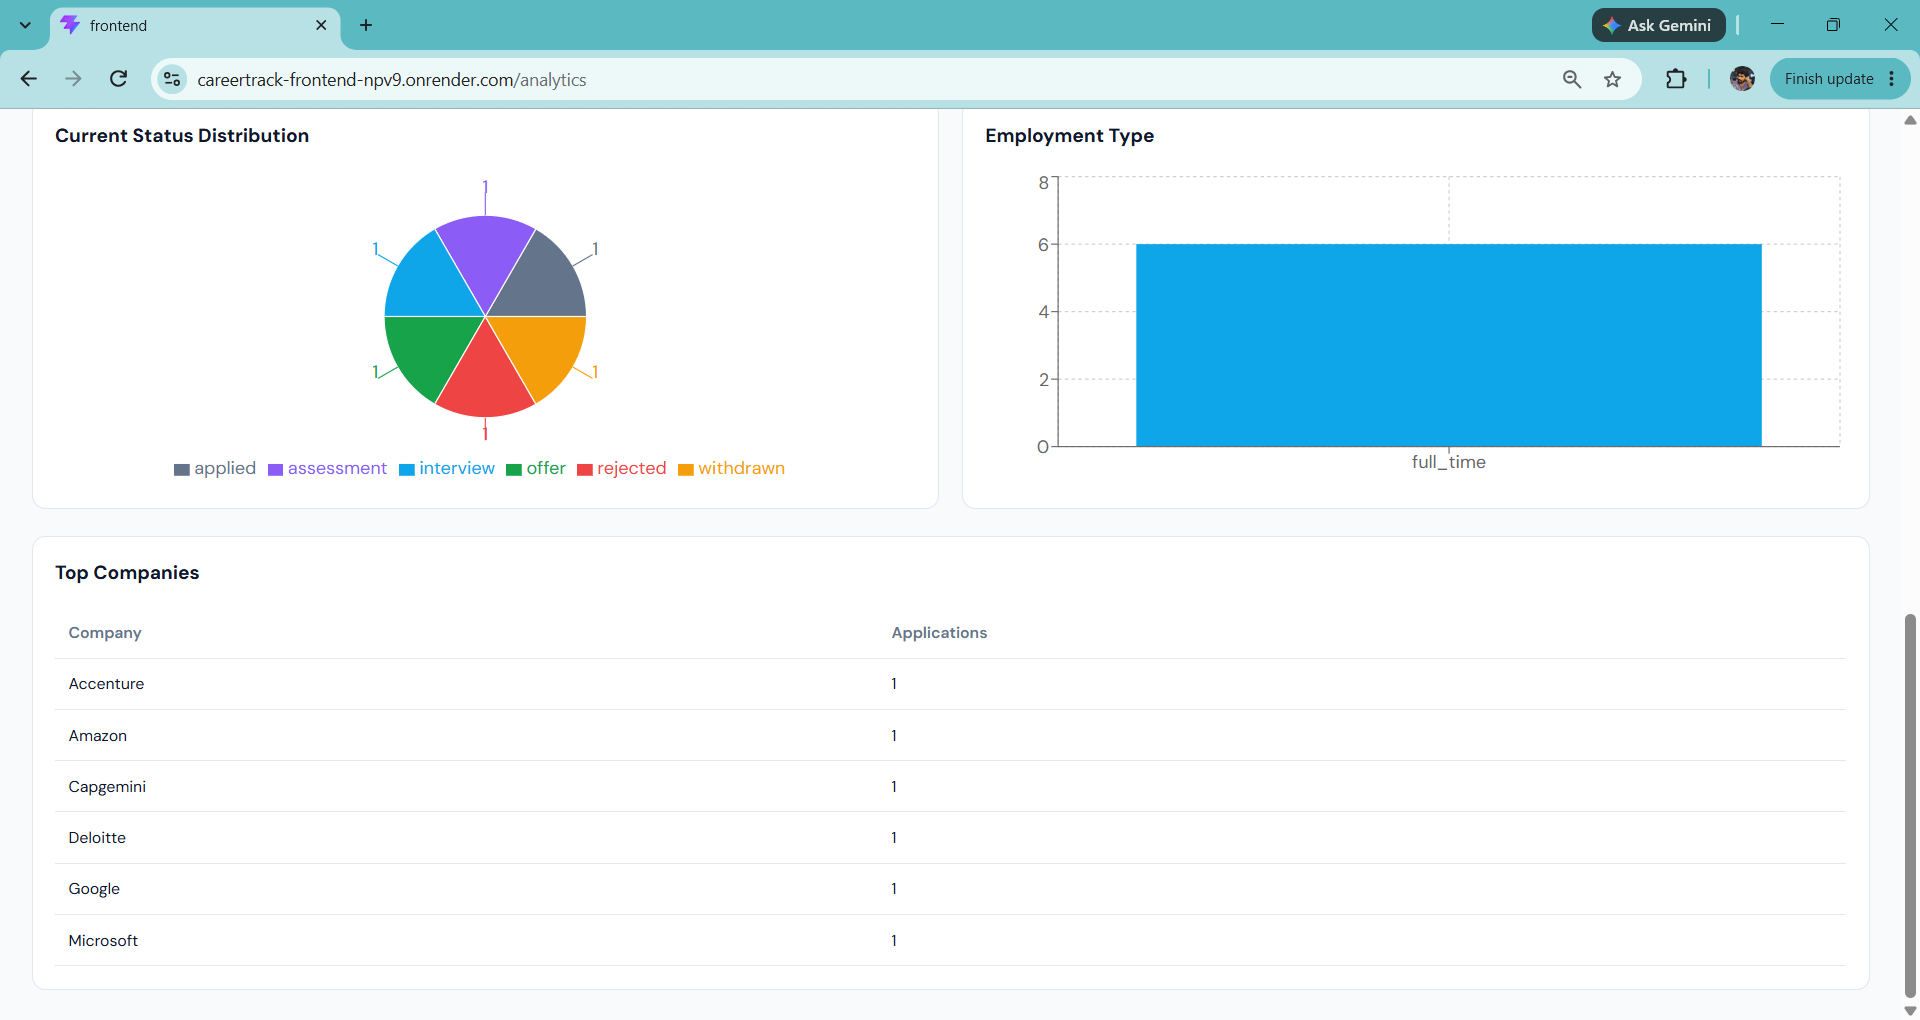 frontend
Ask Gemini
careertrack-frontend-npv9.onrender.com/analytics
Finish update
Current Status Distribution
1
1
1
1
1
1
applied assessment interview offer rejected withdrawn
Employment Type
8
6
4
2
0
full_time
Top Companies
Company Applications
Accenture 1
Amazon 1
Capgemini 1
Deloitte 1
Google 1
Microsoft 1